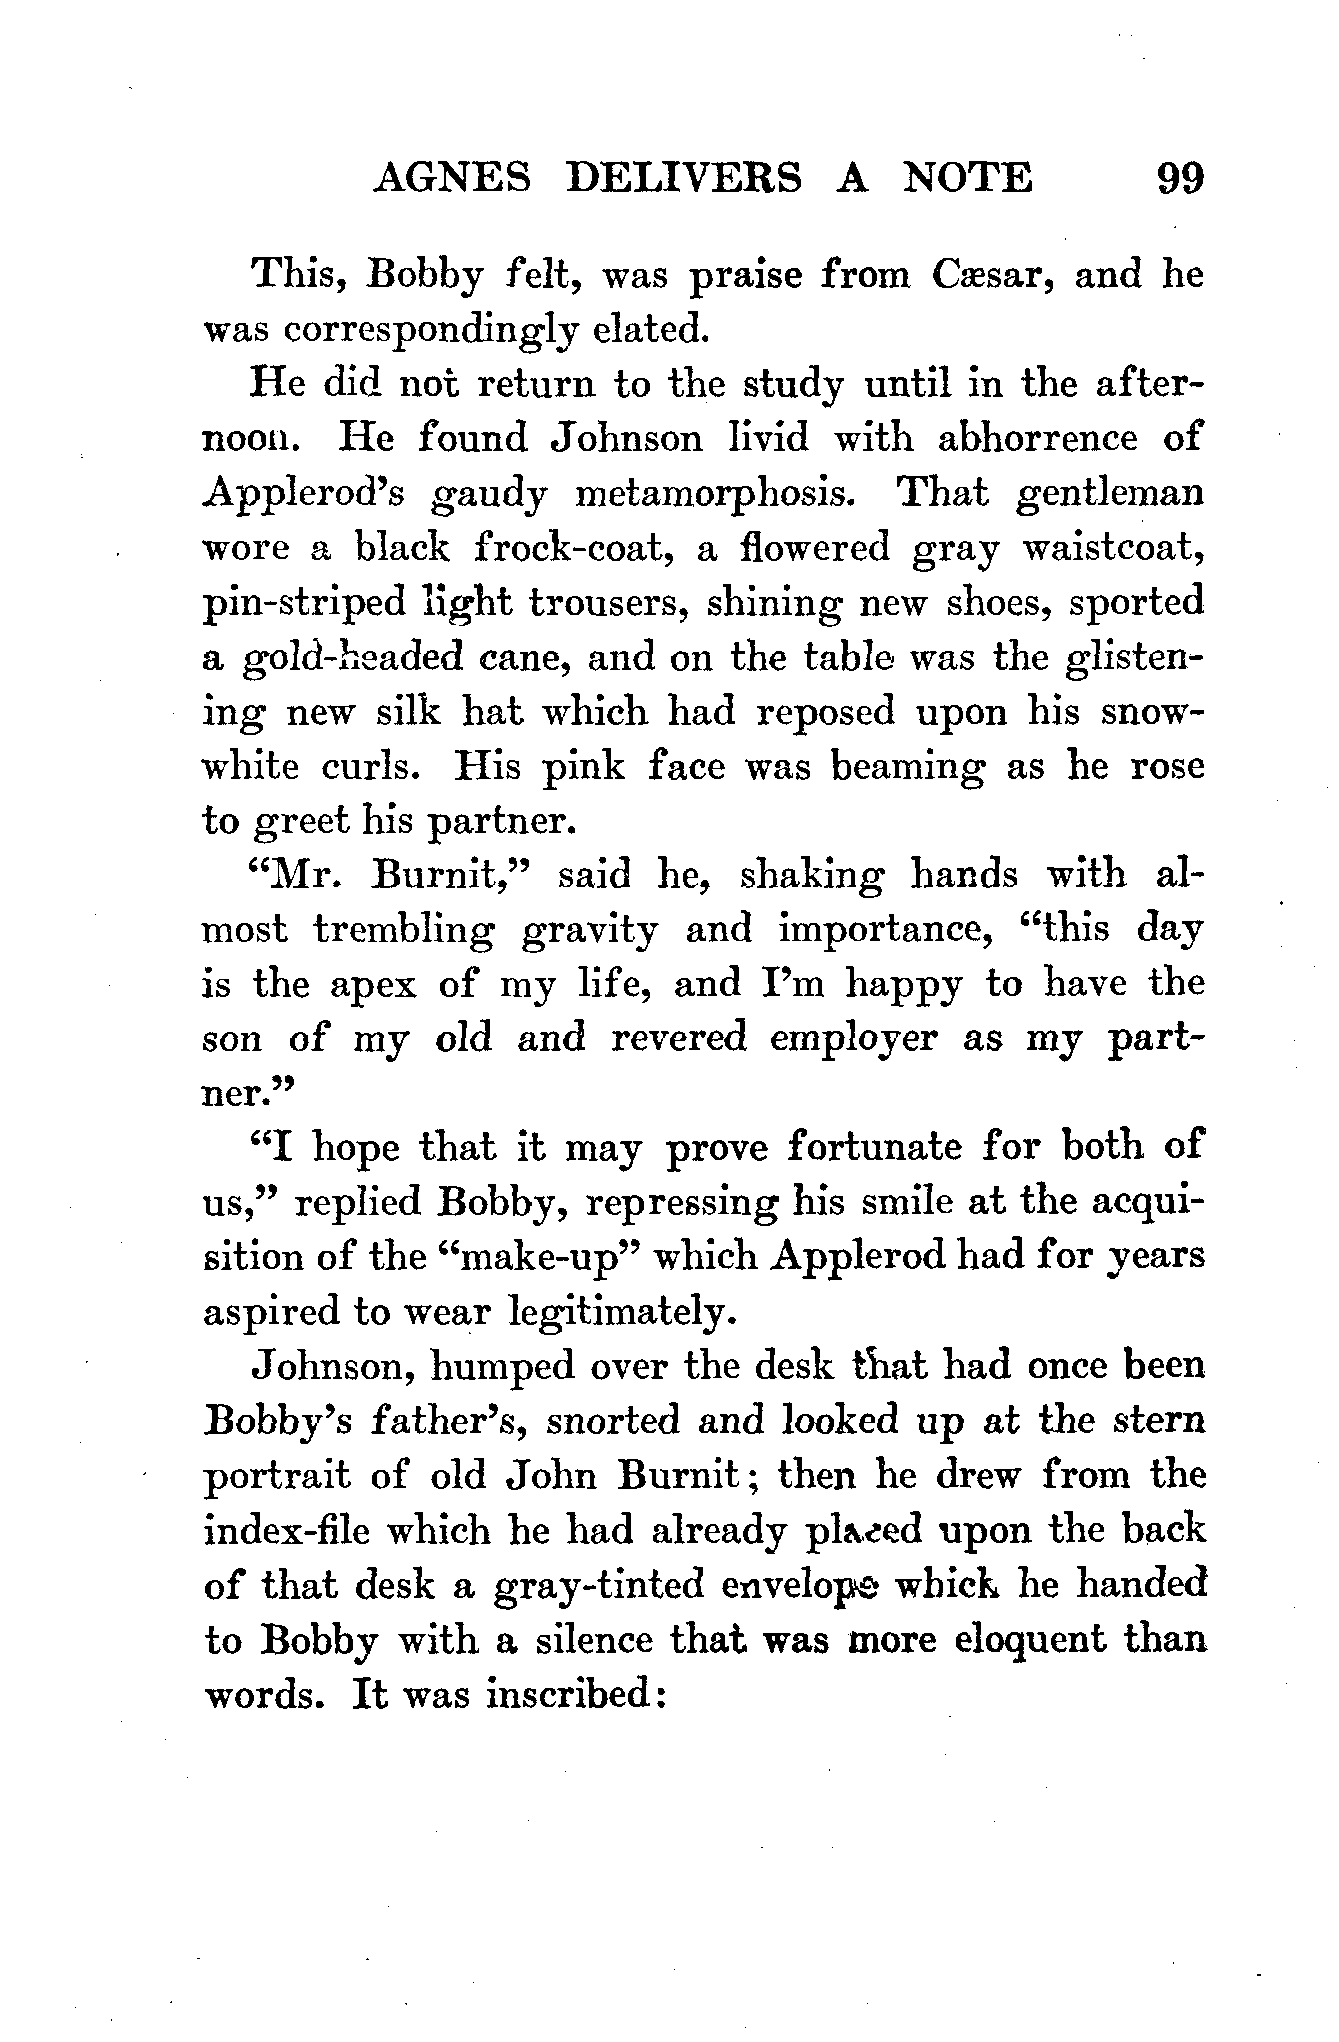 AGNES DELIVERS A NOTE 99
This, Bobby felt, was praise from Cæsar, and he
was correspondingly elated.
He did not return to the study until in the after-
noon. He found Johnson livid with abhorrence of
Applerod's gaudy metamorphosis. That gentleman
wore a black frock-coat, a flowered gray waistcoat,
pin-striped light trousers, shining new shoes, sported
a gold-headed cane, and on the table was the glisten-
ing new silk hat which had reposed upon his snow-
white curls. His pink face was beaming as he rose
to greet his partner.
“Mr. Burnit,” said he, shaking hands with al-
most trembling gravity and importance, “this day
is the apex of my life, and I'm happy to have the
son of my old and revered employer as my part-
ner.”
“I hope that it may prove fortunate for both of
us,” replied Bobby, repressing his smile at the acqui-
sition of the “make-up” which Applerod had for years
aspired to wear legitimately.
Johnson, humped over the desk that had once been
Bobby's father's, snorted and looked up at the stern
portrait of old John Burnit; then he drew from the
index-file which he had already placed upon the back
of that desk a gray-tinted envelope which he handed
to Bobby with a silence that was more eloquent than
words. It was inscribed: